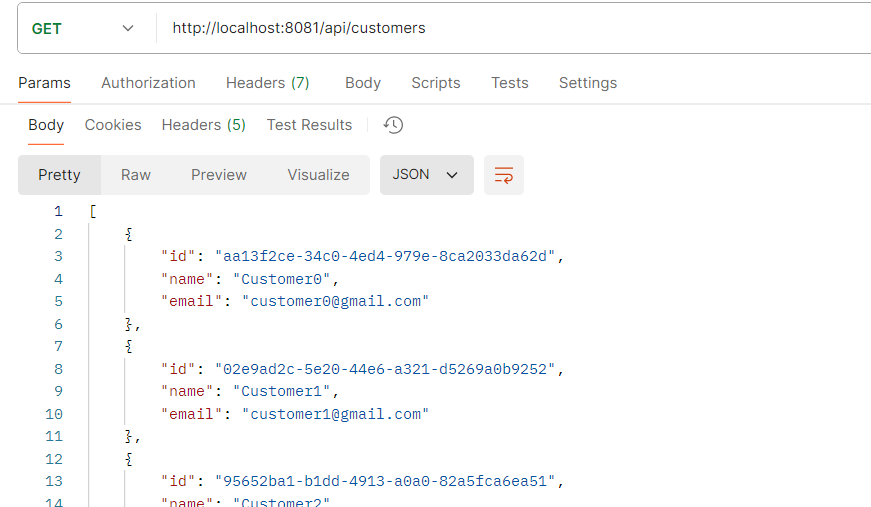 GET http://localhost:8081/api/customers
Params Authorization Headers (7) Body Scripts Tests Settings
Body Cookies Headers (5) Test Results
Pretty Raw Preview Visualize JSON
1 [
2 {
3 "id": "aa13f2ce-34c0-4ed4-979e-8ca2033da62d",
4 "name": "Customer0",
5 "email": "customer0@gmail.com"
6 },
7 {
8 "id": "02e9ad2c-5e20-44e6-a321-d5269a0b9252",
9 "name": "Customer1",
10 "email": "customer1@gmail.com"
11 },
12 {
13 "id": "95652ba1-b1dd-4913-a0a0-82a5fca6ea51",
14 "name": "Customer2"